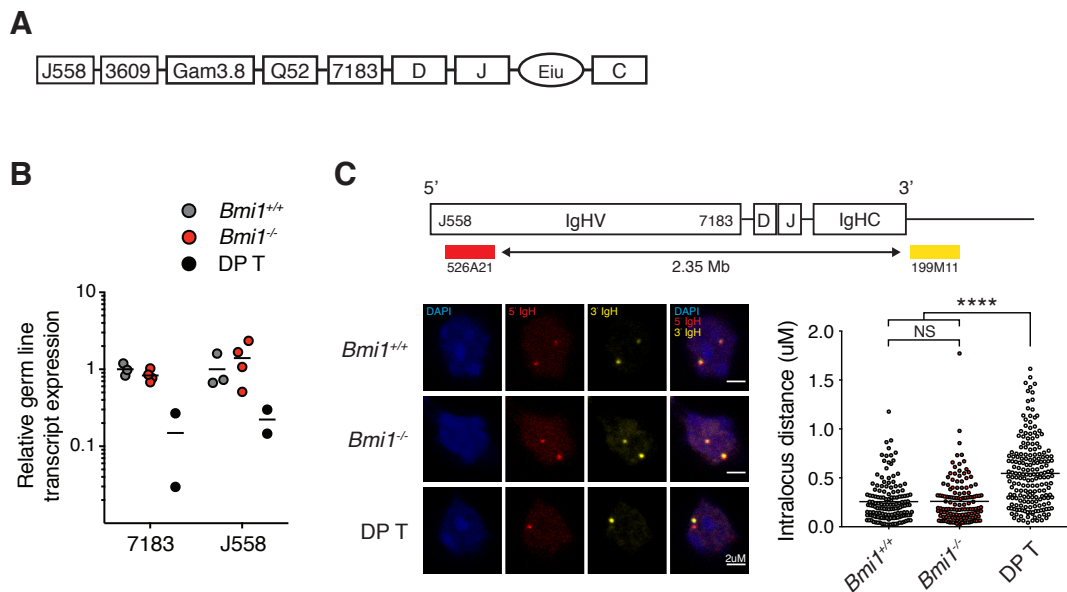 A
J558 3609 Gam3.8 Q52 7183 D J Eiu C
B
Bmi1+/+
Bmi1-/-
DP T
Relative germ line
transcript expression
10
1
0.1
7183 J558
C
5’ 3’
J558 IgHV 7183 D J IgHC
526A21 2.35 Mb 199M11
DAPI 5' IgH 3' IgH DAPI
5' IgH
3' IgH
Bmi1+/+
Bmi1-/-
DP T
2uM
Intralocus distance (uM)
****
NS
2.0
1.5
1.0
0.5
0.0
Bmi1+/+ Bmi1-/- DP T